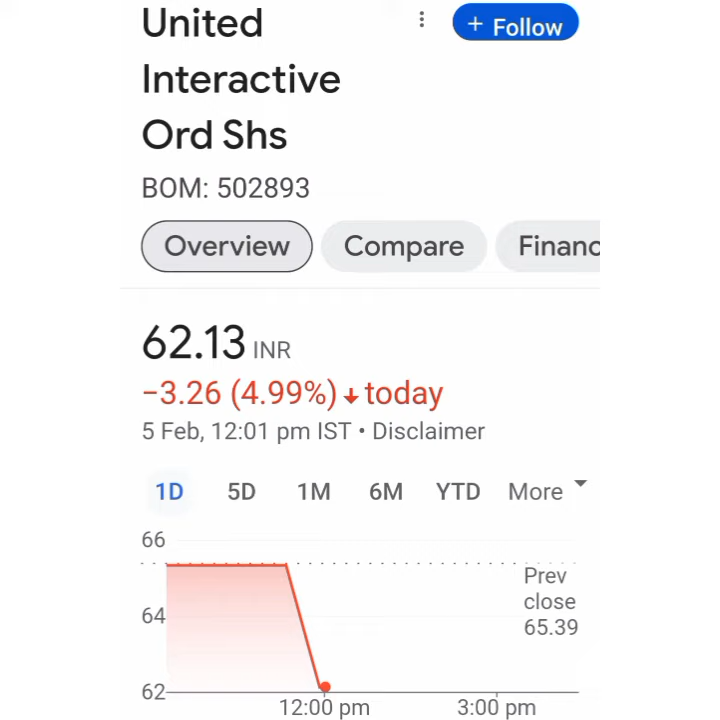 United
Interactive
Ord Shs
+ Follow
BOM: 502893
Overview
Compare
Financ
62.13 INR
−3.26 (4.99%) ↓ today
5 Feb, 12:01 pm IST • Disclaimer
1D 5D 1M 6M YTD More
66
64
62
Prev
close
65.39
12:00 pm 3:00 pm